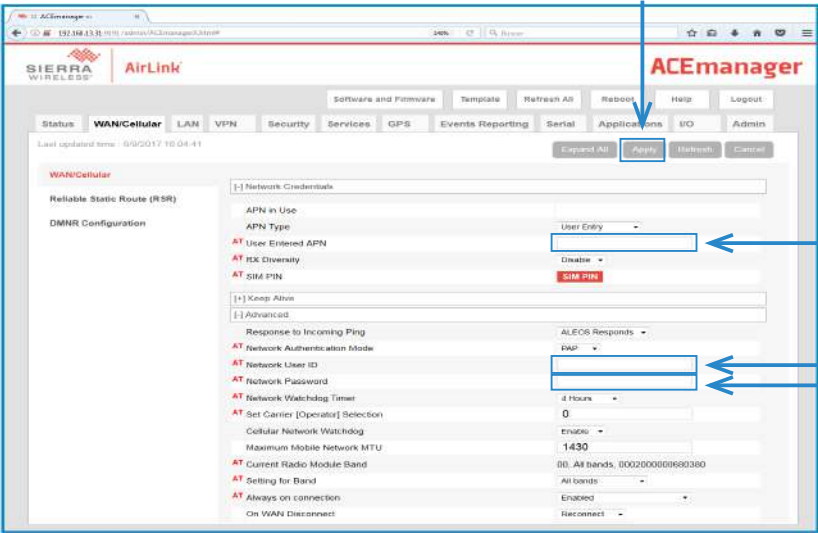 ACEmanager
Buscar
SIERRA WIRELESS
AirLink
ACEmanager
Software and Firmware Template Refresh All Reboot Help Logout
Status WAN/Cellular LAN VPN Security Services GPS Events Reporting Serial Applications I/O Admin
Last updated time : 6/9/2017 16:04:41
Expand All Apply Refresh Cancel
WAN/Cellular
Reliable Static Route (RSR)
DMNR Configuration
[-] Network Credentials
APN in Use
APN Type User Entry
AT User Entered APN
AT RX Diversity Disable
AT SIM PIN SIM PIN
[+] Keep Alive
[-] Advanced
Response to Incoming Ping ALEOS Responds
AT Network Authentication Mode PAP
AT Network User ID
AT Network Password
AT Network Watchdog Timer 4 Hours
AT Set Carrier [Operator] Selection 0
Cellular Network Watchdog Enable
Maximum Mobile Network MTU 1430
AT Current Radio Module Band 00, All bands, 0002000000680380
AT Setting for Band All bands
AT Always on connection Enabled
On WAN Disconnect Reconnect